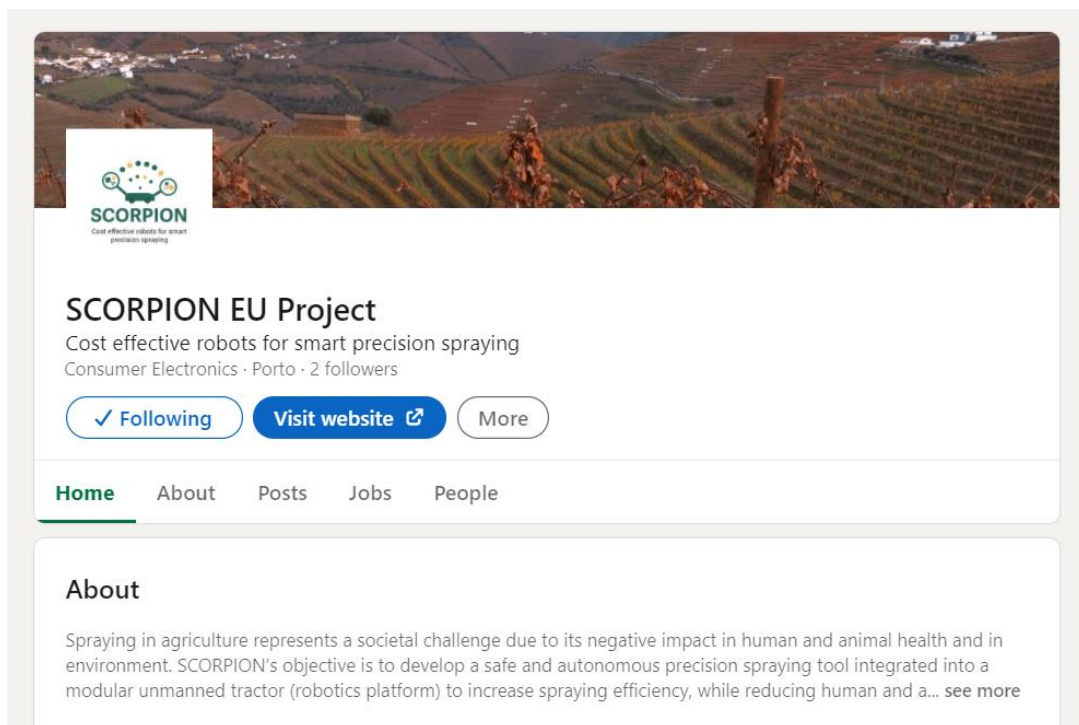 SCORPION
Cost effective robots for smart
precision spraying
SCORPION EU Project
Cost effective robots for smart precision spraying
Consumer Electronics · Porto · 2 followers
✓ Following
Visit website
More
Home About Posts Jobs People
About
Spraying in agriculture represents a societal challenge due to its negative impact in human and animal health and in
environment. SCORPION's objective is to develop a safe and autonomous precision spraying tool integrated into a
modular unmanned tractor (robotics platform) to increase spraying efficiency, while reducing human and a... see more